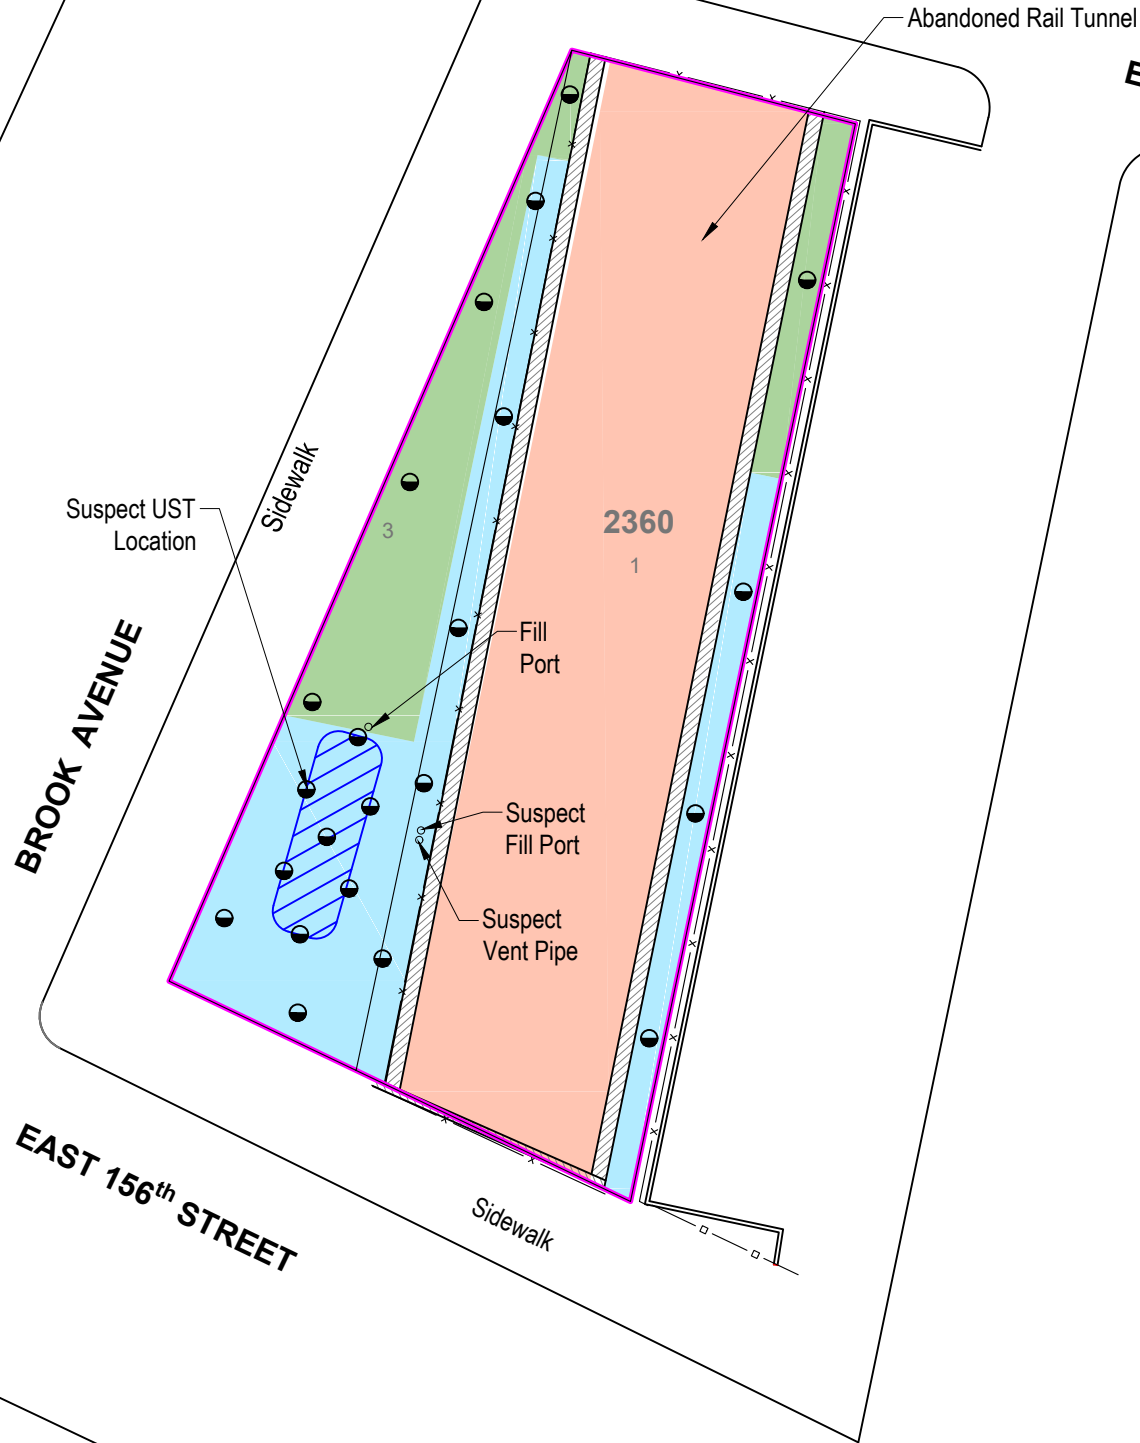 Abandoned Rail Tunnel
E
Sidewalk
Suspect UST
Location
3
2360
1
Fill
Port
BROOK AVENUE
Suspect
Fill Port
Suspect
Vent Pipe
EAST 156th STREET
Sidewalk